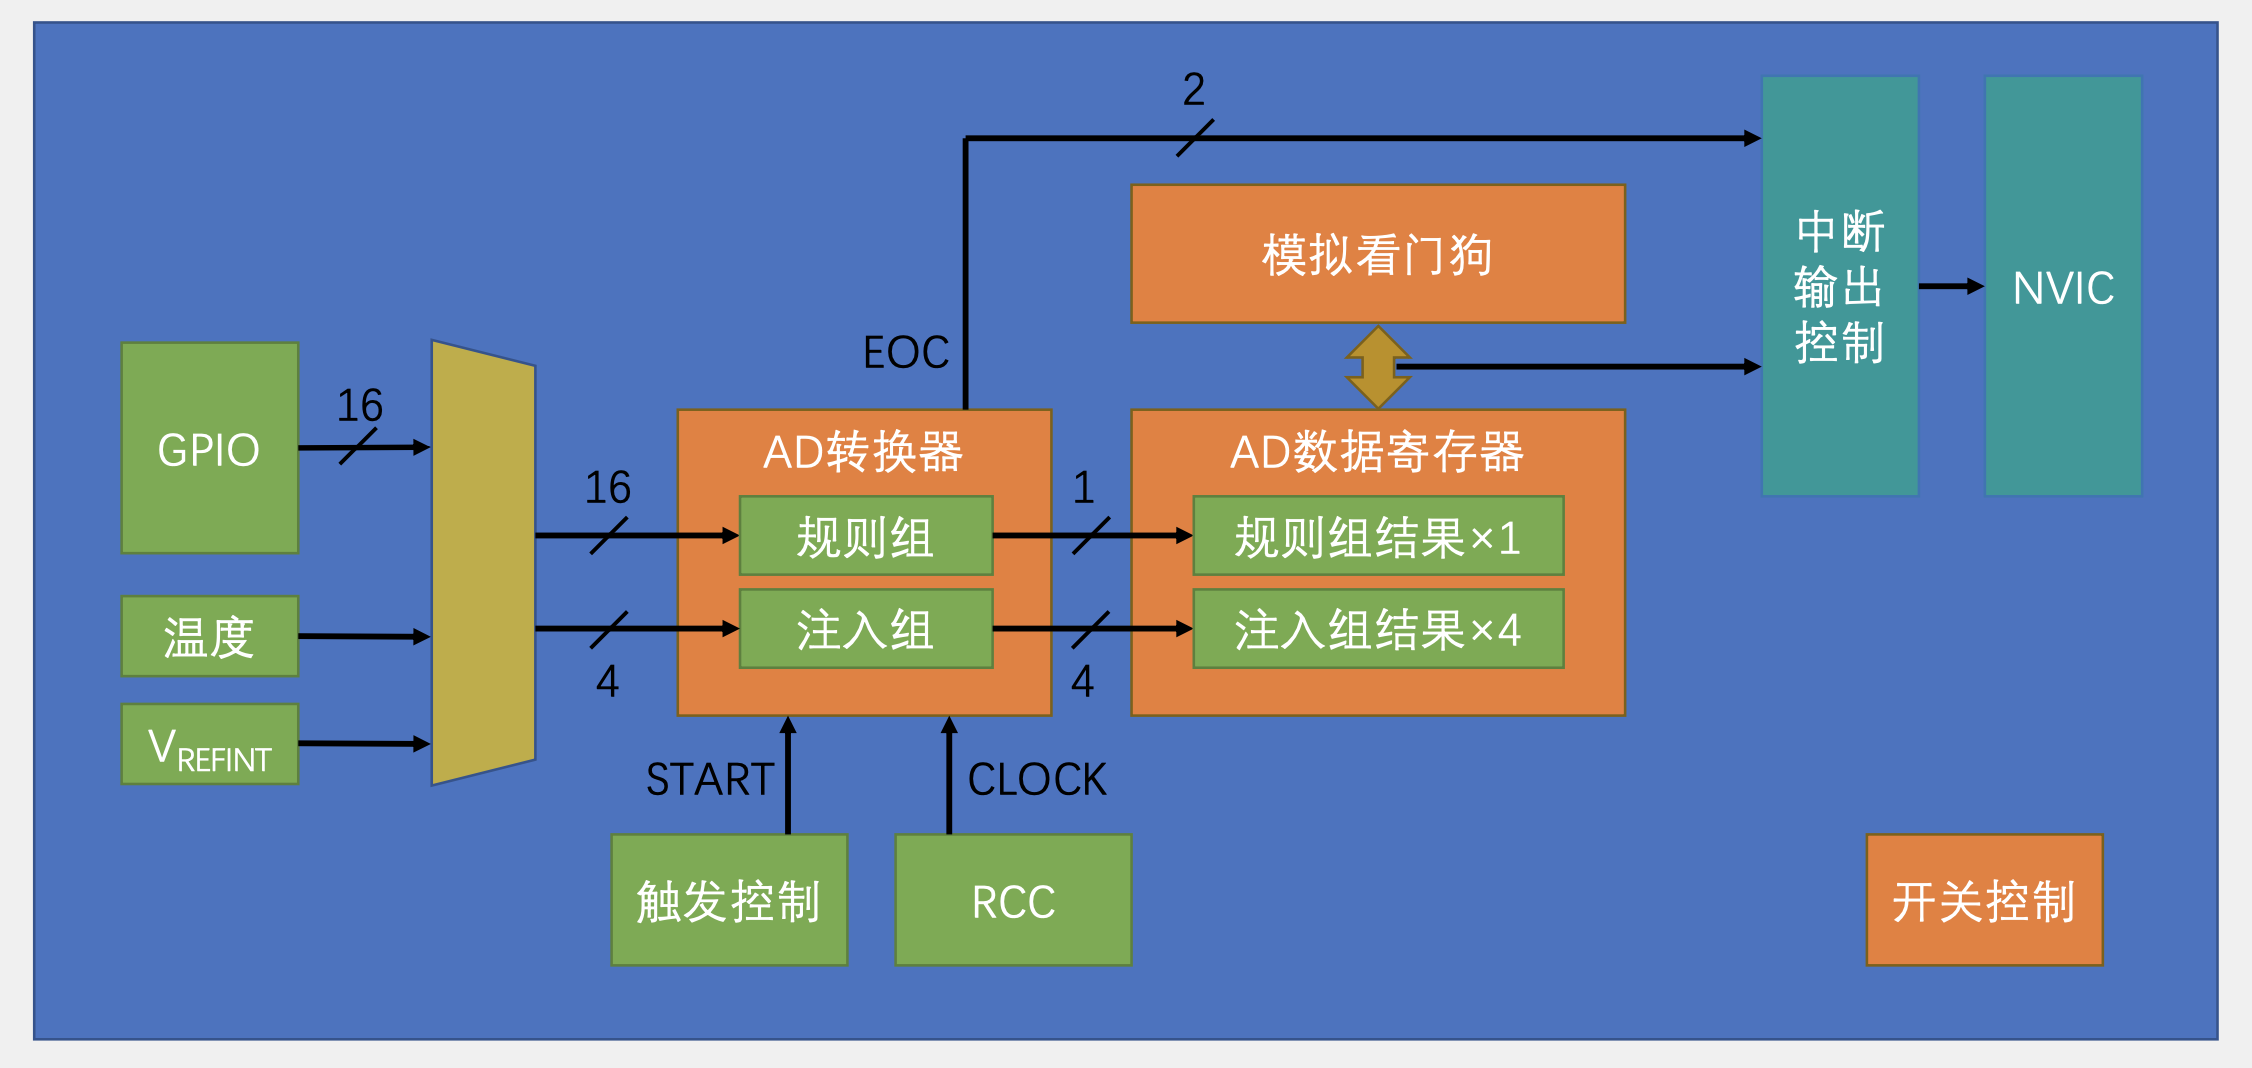 2
模拟看门狗
中断
输出
控制
NVIC
EOC
GPIO
16
AD转换器
AD数据寄存器
16
1
规则组
规则组结果×1
温度
注入组
注入组结果×4
4
4
VREFINT
START
CLOCK
触发控制
RCC
开关控制